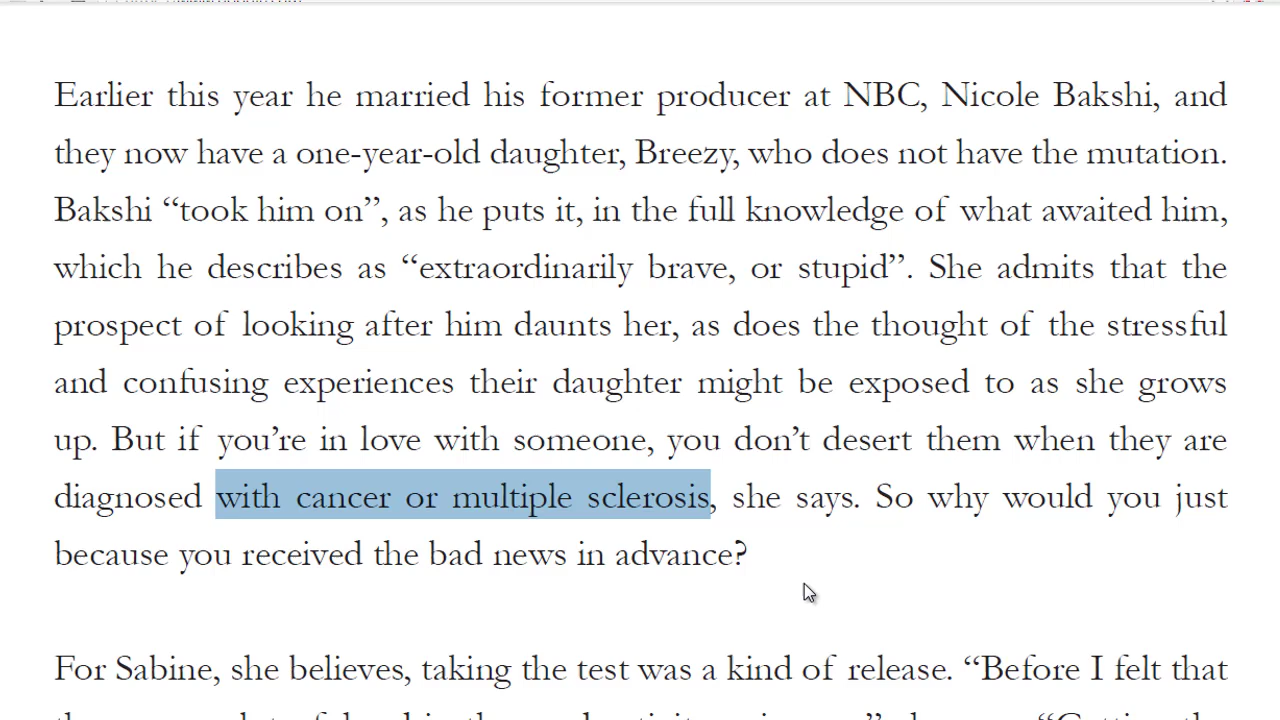 Earlier this year he married his former producer at NBC, Nicole Bakshi, and
they now have a one-year-old daughter, Breezy, who does not have the mutation.
Bakshi “took him on”, as he puts it, in the full knowledge of what awaited him,
which he describes as “extraordinarily brave, or stupid”. She admits that the
prospect of looking after him daunts her, as does the thought of the stressful
and confusing experiences their daughter might be exposed to as she grows
up. But if you’re in love with someone, you don’t desert them when they are
diagnosed with cancer or multiple sclerosis, she says. So why would you just
because you received the bad news in advance?
For Sabine, she believes, taking the test was a kind of release. “Before I felt that